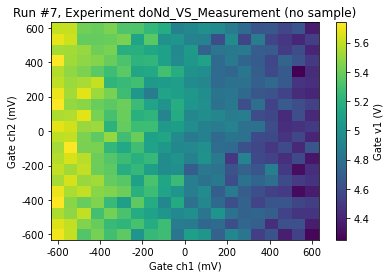 Run #7, Experiment doNd_VS_Measurement (no sample)
600
400
200
0
-200
-400
-600
Gate ch2 (mV)
-600 -400 -200 0 200 400 600
Gate ch1 (mV)
5.6
5.4
5.2
5
4.8
4.6
4.4
Gate v1 (V)